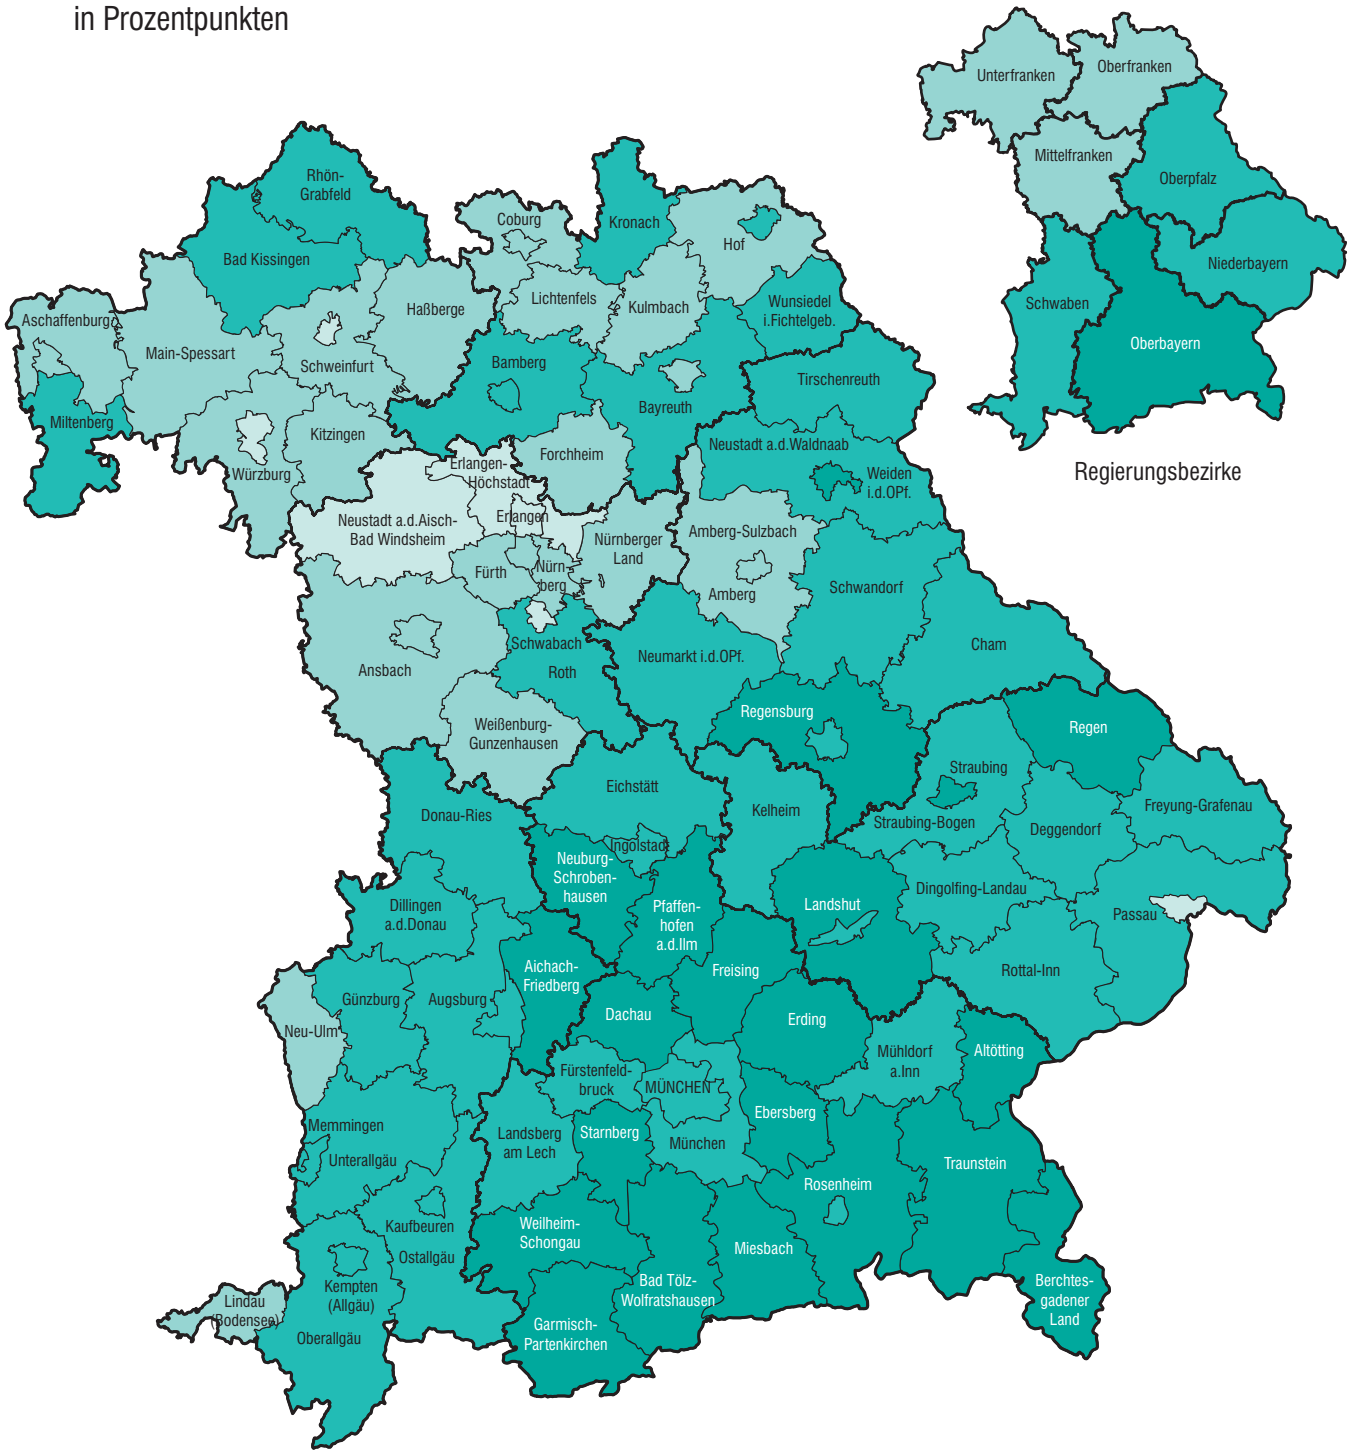 in Prozentpunkten
Unterfranken
Oberfranken
Mittelfranken
Oberpfalz
Niederbayern
Schwaben
Oberbayern
Regierungsbezirke
Rhön-
Grabfeld
Bad Kissingen
Coburg
Kronach
Hof
Lichtenfels
Kulmbach
Wunsiedel
i.Fichtelgeb.
Haßberge
Aschaffenburg
Main-Spessart
Schweinfurt
Bamberg
Tirschenreuth
Bayreuth
Miltenberg
Kitzingen
Würzburg
Forchheim
Neustadt a.d.Waldnaab
Weiden
i.d.OPf.
Erlangen-
Höchstadt
Erlangen
Neustadt a.d.Aisch-
Bad Windsheim
Nürnberger
Land
Amberg-Sulzbach
Fürth
Nürn-
berg
Amberg
Schwandorf
Schwabach
Roth
Ansbach
Neumarkt i.d.OPf.
Cham
Weißenburg-
Gunzenhausen
Regensburg
Regen
Straubing
Eichstätt
Donau-Ries
Kelheim
Straubing-Bogen
Deggendorf
Freyung-Grafenau
Ingolstadt
Neuburg-
Schroben-
hausen
Dingolfing-Landau
Landshut
Passau
Dillingen
a.d.Donau
Pfaffen-
hofen
a.d.Ilm
Freising
Rottal-Inn
Aichach-
Friedberg
Günzburg
Augsburg
Neu-Ulm
Dachau
Erding
Mühldorf
a.Inn
Altötting
Fürstenfeld-
bruck
MÜNCHEN
Ebersberg
Memmingen
Unterallgäu
Landsberg
am Lech
Starnberg
München
Traunstein
Rosenheim
Kaufbeuren
Ostallgäu
Weilheim-
Schongau
Miesbach
Kempten
(Allgäu)
Bad Tölz-
Wolfratshausen
Berchtes-
gadener
Land
Lindau
(Bodensee)
Oberallgäu
Garmisch-
Partenkirchen